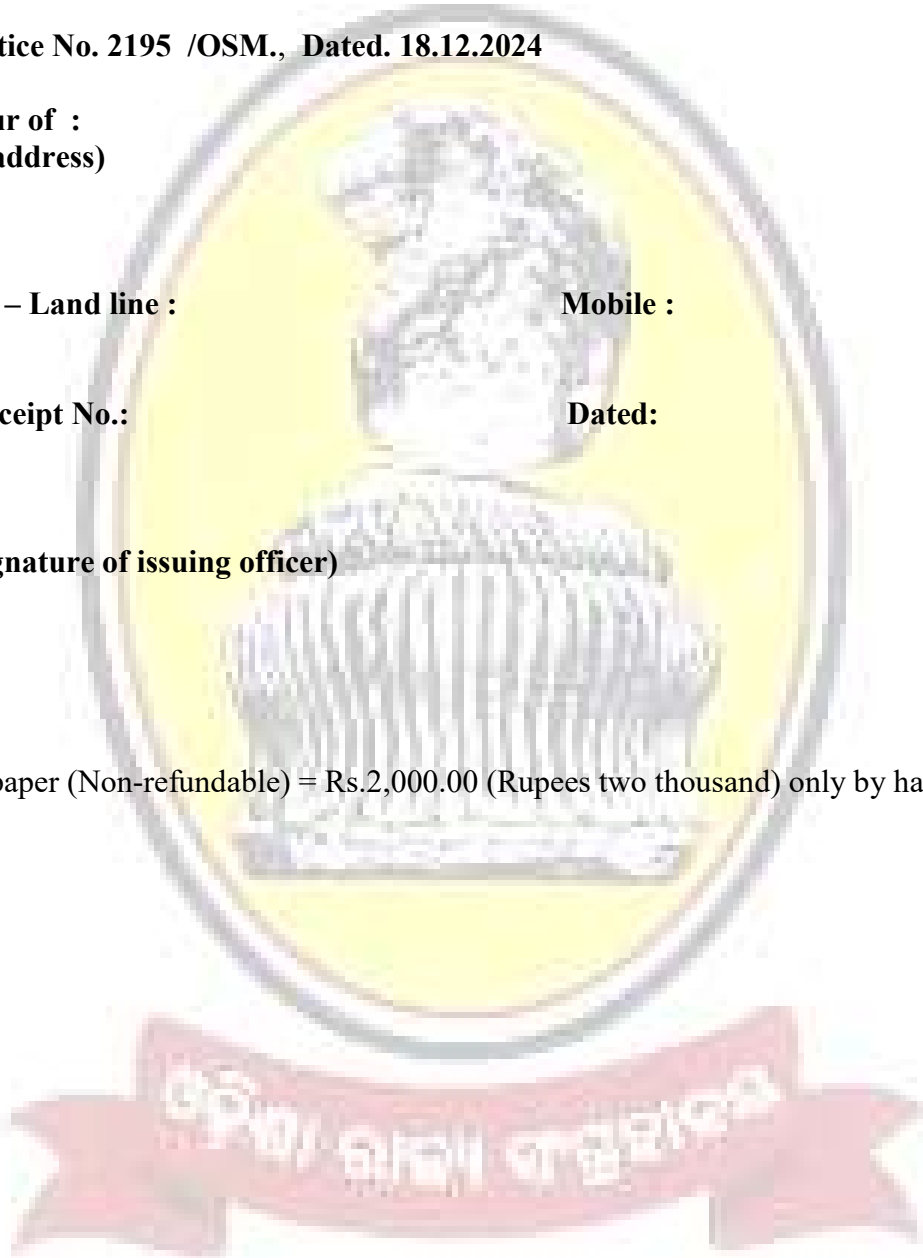 tice No. 2195 /OSM., Dated. 18.12.2024
ur of :
address)
– Land line : Mobile :
ceipt No.: Dated:
gnature of issuing officer)
paper (Non-refundable) = Rs.2,000.00 (Rupees two thousand) only by ha